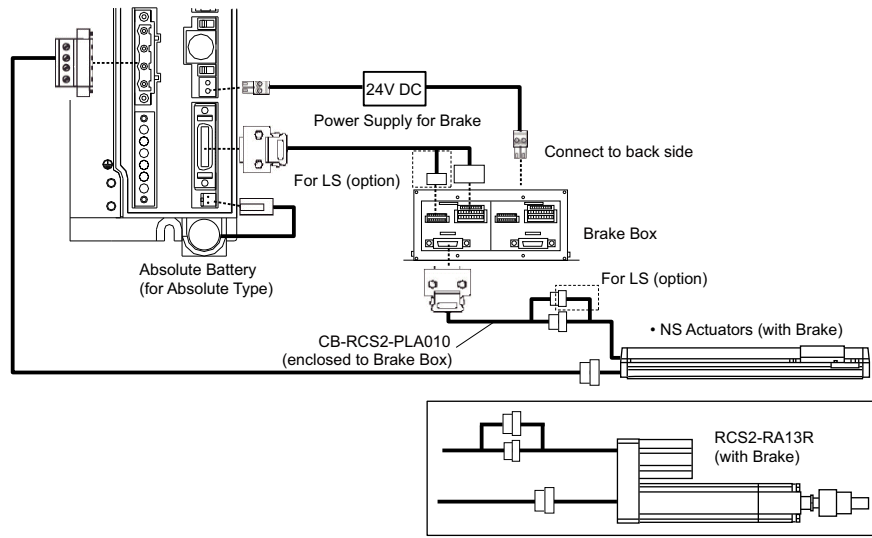 24V DC
Power Supply for Brake
Connect to back side
For LS (option)
Brake Box
Absolute Battery
(for Absolute Type)
For LS (option)
CB-RCS2-PLA010
(enclosed to Brake Box)
• NS Actuators (with Brake)
RCS2-RA13R
(with Brake)